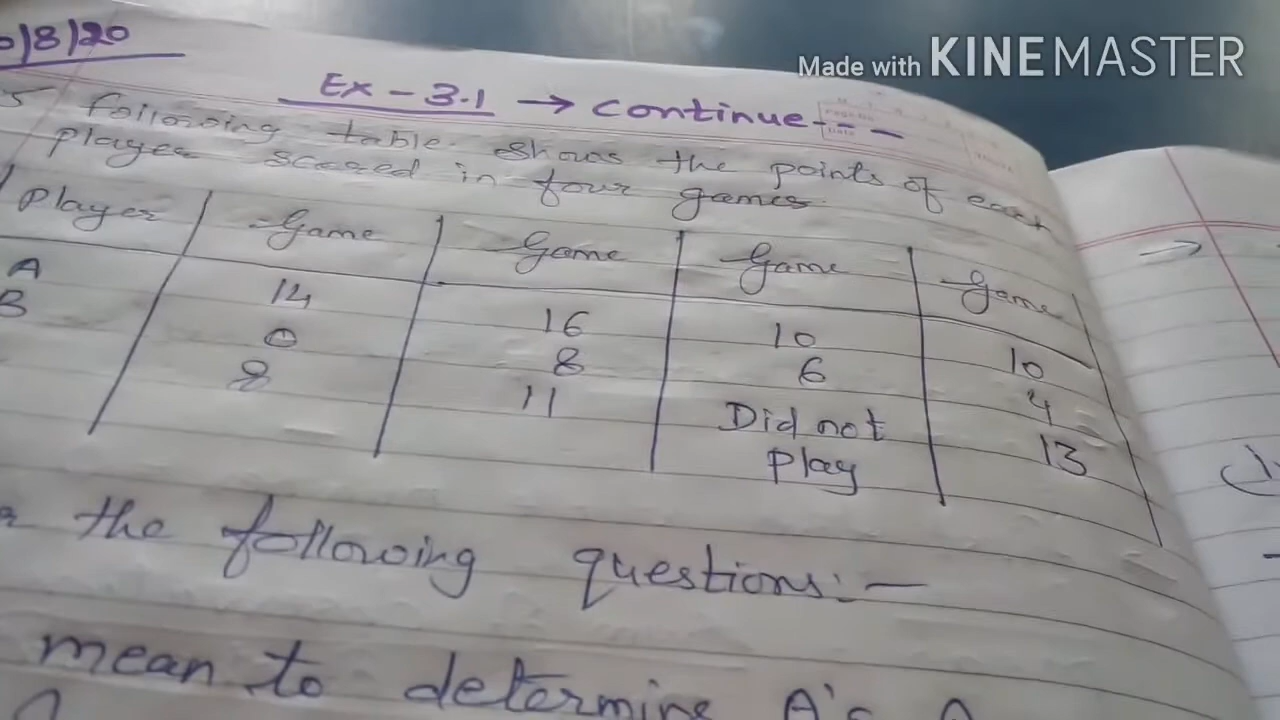 0/8/20
Made with KINEMASTER
Ex - 3.1 → Continue---
5 Following table shows the points of each
player scored in four games.
Player Game Game Game Game
A 14 16 10 10
B 0 8 6 4
8 11 Did not play 13
the following questions:-
mean to determine A's